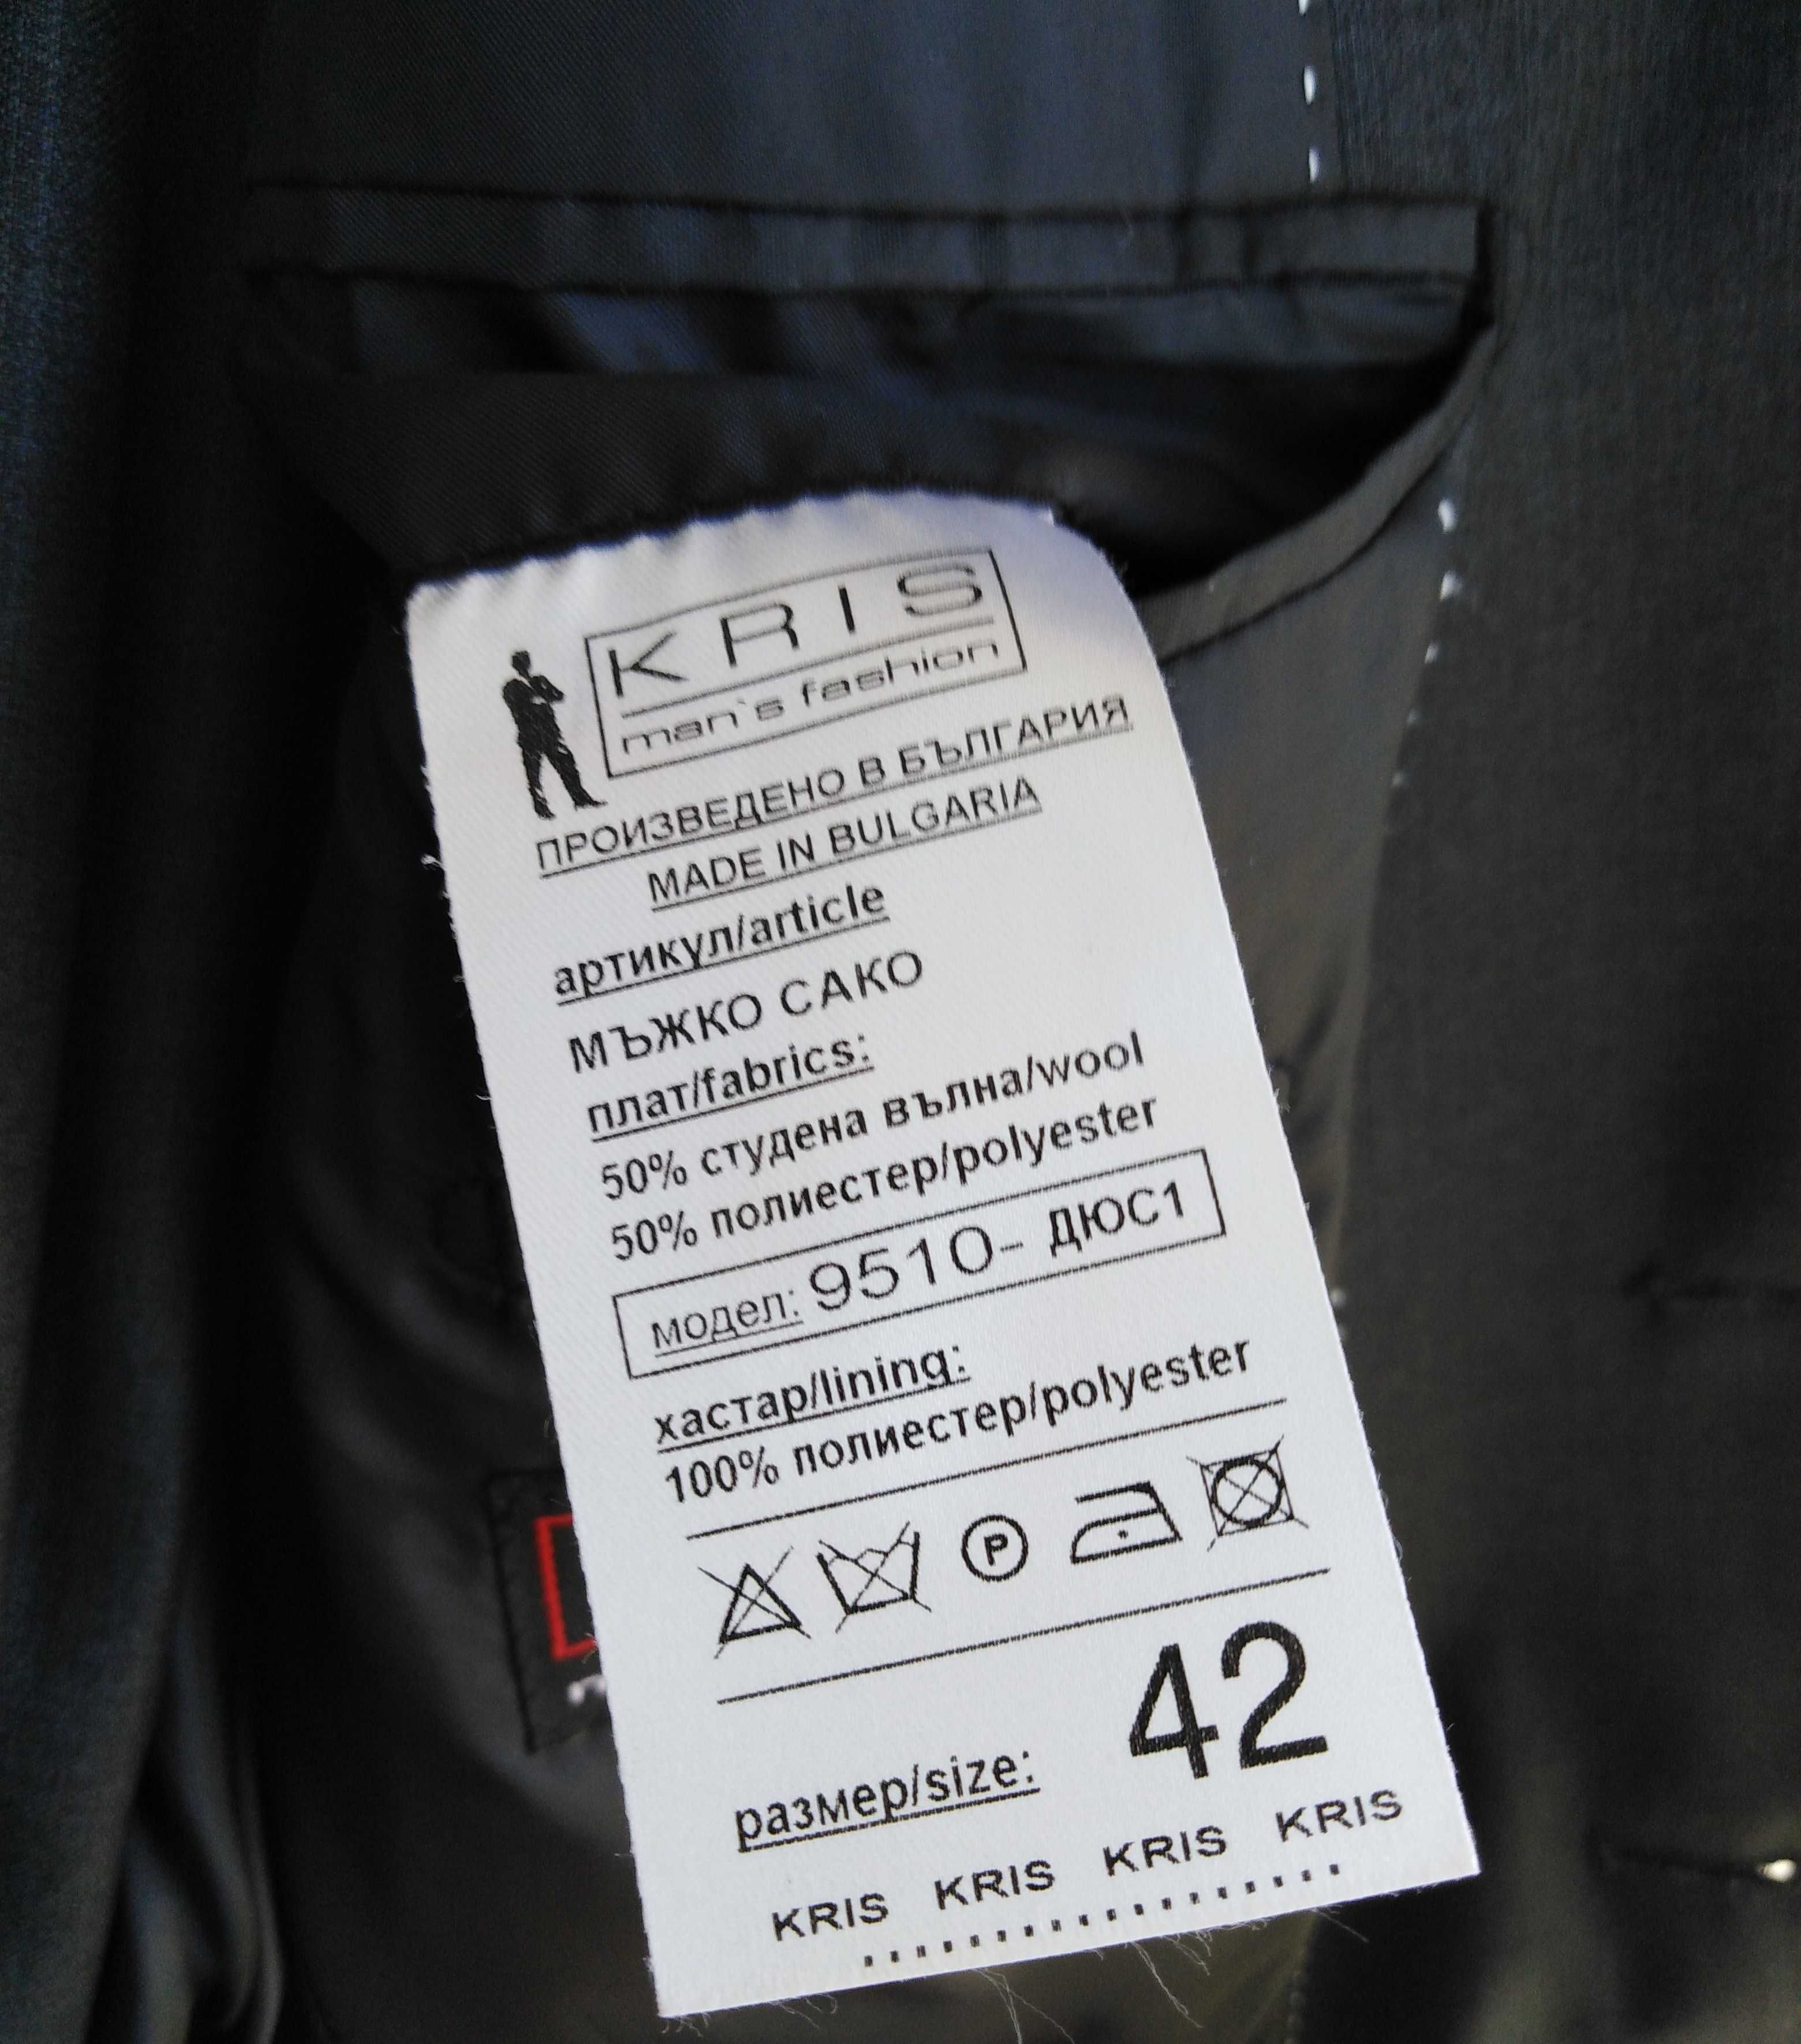 KRIS
man`s fashion
ПРОИЗВЕДЕНО В БЪЛГАРИЯ
MADE IN BULGARIA
артикул/article
МЪЖКО САКО
плат/fabrics:
50% студена вълна/wool
50% полиестер/polyester
модел: 9510- ДЮС1
хастар/lining:
100% полиестер/polyester
P
размер/size: 42
KRIS KRIS KRIS KRIS